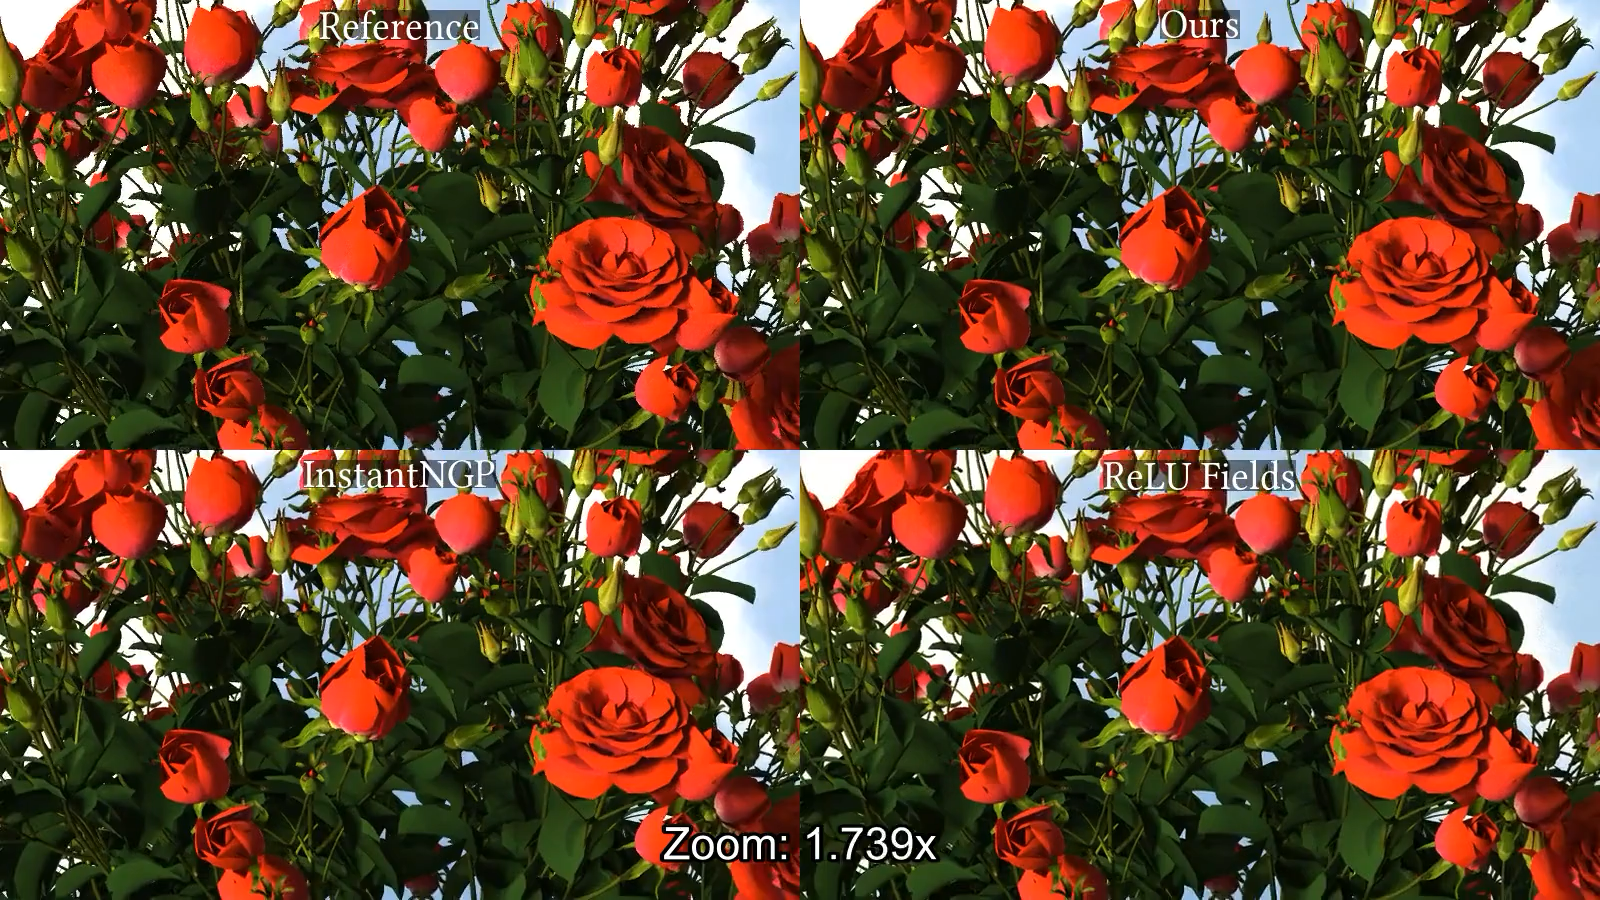 Reference
Ours
InstantNGP
ReLU Fields
Zoom: 1.739x